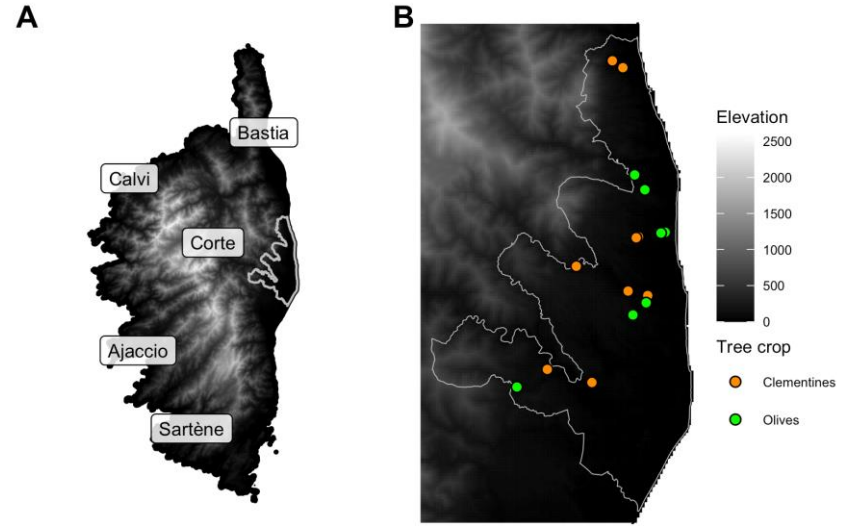 A
Bastia
Calvi
Corte
Ajaccio
Sartène
B
Elevation
2500
2000
1500
1000
500
0
Tree crop
Clementines
Olives